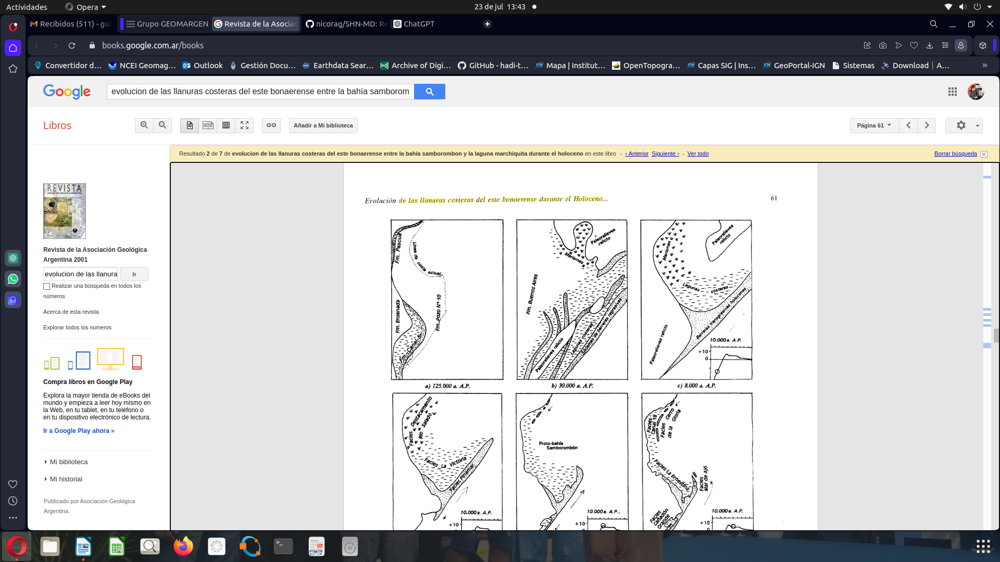 Actividades
Opera
23 de jul 13:43
Recibidos (511) - gui
Grupo GEOMARGEN
Revista de la Asociac
nicorag/SHN-MD: Re
ChatGPT
books.google.com.ar/books
Convertidor d...
NCEI Geomag...
Outlook
Gestión Docu...
Earthdata Sear...
Archive of Digi...
GitHub - hadi-t...
Mapa | Institut...
OpenTopogra...
Capas SIG | Ins...
GeoPortal-IGN
Sistemas
Download | A...
»
Google
evolucion de las llanuras costeras del este bonaerense entre la bahía samborom
Libros
Añadir a Mi biblioteca
Página 61
Resultado 2 de 7 de evolucion de las llanuras costeras del este bonaerense entre la bahía samborombon y la laguna marchiquita durante el holoceno en este libro - ‹ Anterior Siguiente › - Ver todo
Borrar búsqueda
REVISTA
Revista de la Asociación Geológica
Argentina 2001
evolucion de las llanura
Ir
Realizar una búsqueda en todos los
números
Acerca de esta revista
Explorar todos los números
Compra libros en Google Play
Explora la mayor tienda de eBooks del
mundo y empieza a leer hoy mismo en
la Web, en tu tablet, en tu teléfono o
en tu dispositivo electrónico de lectura.
Ir a Google Play ahora »
Mi biblioteca
Mi historial
Publicado por Asociación Geológica
Argentina.
Evolución de las llanuras costeras del este bonaerense durante el Holoceno...
61
Fm. Pascua
Línea de costa actual
Fm. Ensenada
Fm. Pozo N° 10
Fm. Canal 5
a) 125.000 a. A.P.
Paleorelieves
relicto
Marismas
Fm. Buenos Aires
Paleorelieves relicto
Lagunas costeras
Sistemas de barreras regresivas
b) 30.000 a. A.P.
Paleorelieves
relicto
Marismas
Lagunas costeras
Barreras transgresivas holocenas
Paleorelieves relicto
10.000 a. A.P.
+10
0
c) 8.000 a. A.P.
Facies Destacamento
Río Salado
Facies La Victoria
Facies Pinamar
10.000 a. A.P.
+10
Proto-bahía
Samborombón
10.000 a. A.P.
+10
0
Facies
Canal 18
Facies Cerro
de la Gloria
Facies La Ernestina
Facies
Mar de Ajó
Facies
Cañadón
Grande
10.000 a. A.P.
+10
0